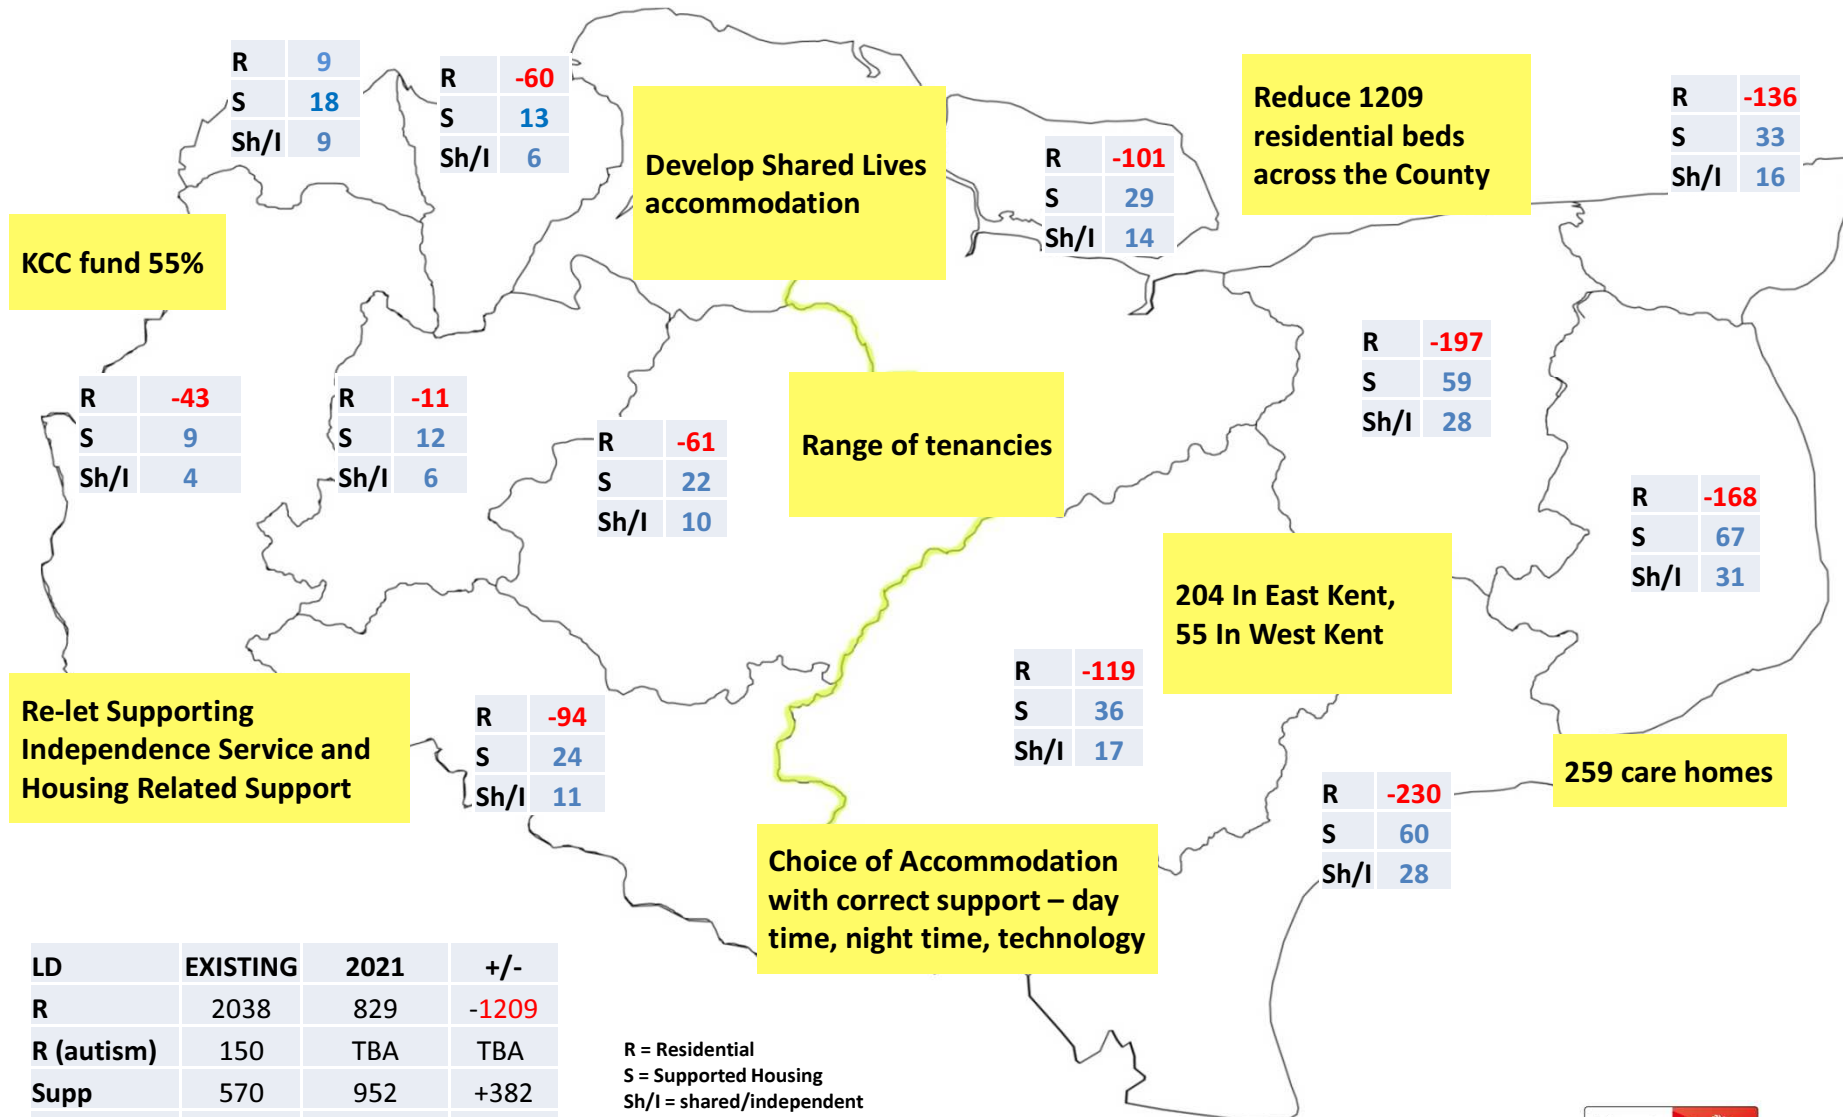 R 9
S 18
Sh/I 9
R -60
S 13
Sh/I 6
Develop Shared Lives
accommodation
R -101
S 29
Sh/I 14
Reduce 1209
residential beds
across the County
R -136
S 33
Sh/I 16
KCC fund 55%
R -43
S 9
Sh/I 4
R -11
S 12
Sh/I 6
R -61
S 22
Sh/I 10
Range of tenancies
R -197
S 59
Sh/I 28
R -168
S 67
Sh/I 31
204 In East Kent,
55 In West Kent
Re-let Supporting
Independence Service and
Housing Related Support
R -94
S 24
Sh/I 11
R -119
S 36
Sh/I 17
259 care homes
R -230
S 60
Sh/I 28
Choice of Accommodation
with correct support – day
time, night time, technology
LD EXISTING 2021 +/-
R 2038 829 -1209
R (autism) 150 TBA TBA
Supp 570 952 +382
R = Residential
S = Supported Housing
Sh/I = shared/independent